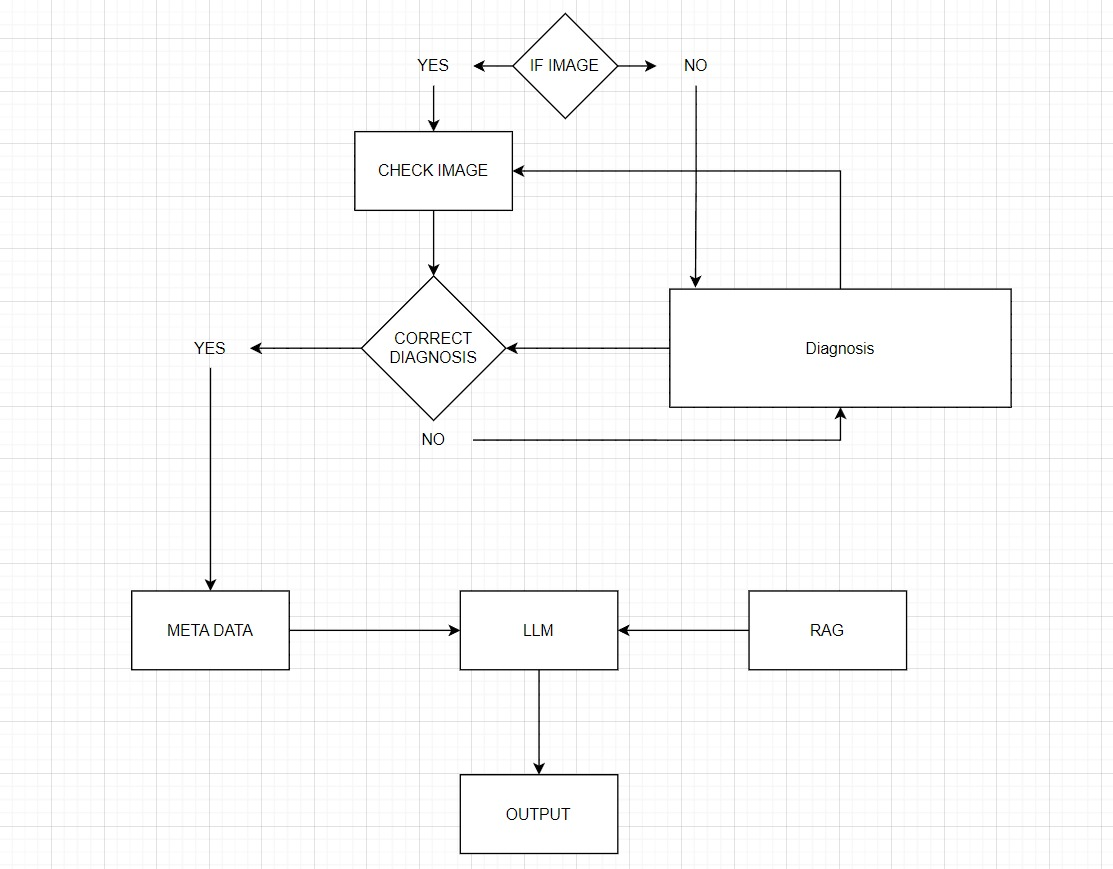 YES
IF IMAGE
NO
CHECK IMAGE
CORRECT
DIAGNOSIS
YES
Diagnosis
NO
META DATA
LLM
RAG
OUTPUT